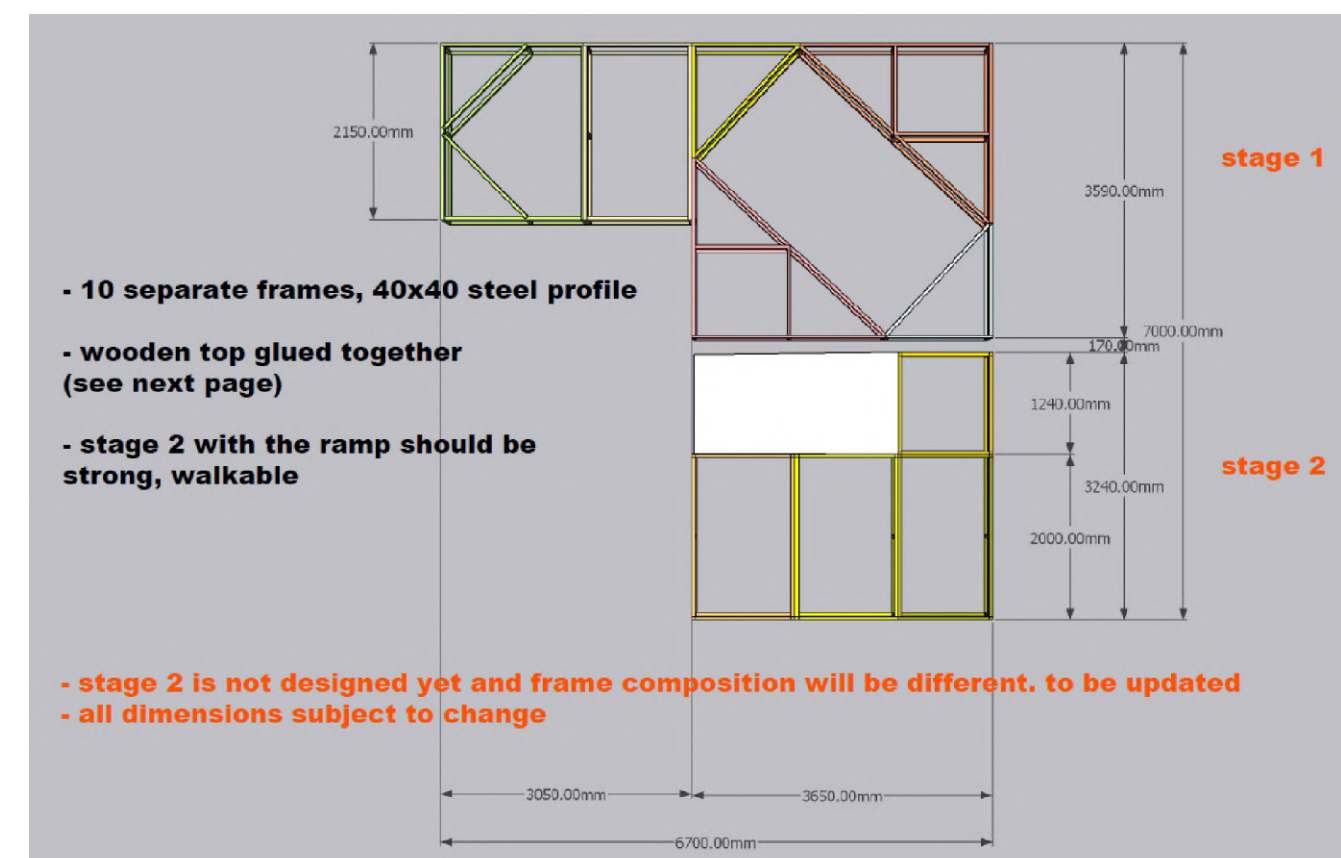 2150.00mm
stage 1
3590.00mm
- 10 separate frames, 40x40 steel profile
7000.00mm
170.00mm
- wooden top glued together
(see next page)
1240.00mm
- stage 2 with the ramp should be
strong, walkable
stage 2
3240.00mm
2000.00mm
- stage 2 is not designed yet and frame composition will be different. to be updated
- all dimensions subject to change
3050.00mm
3650.00mm
6700.00mm